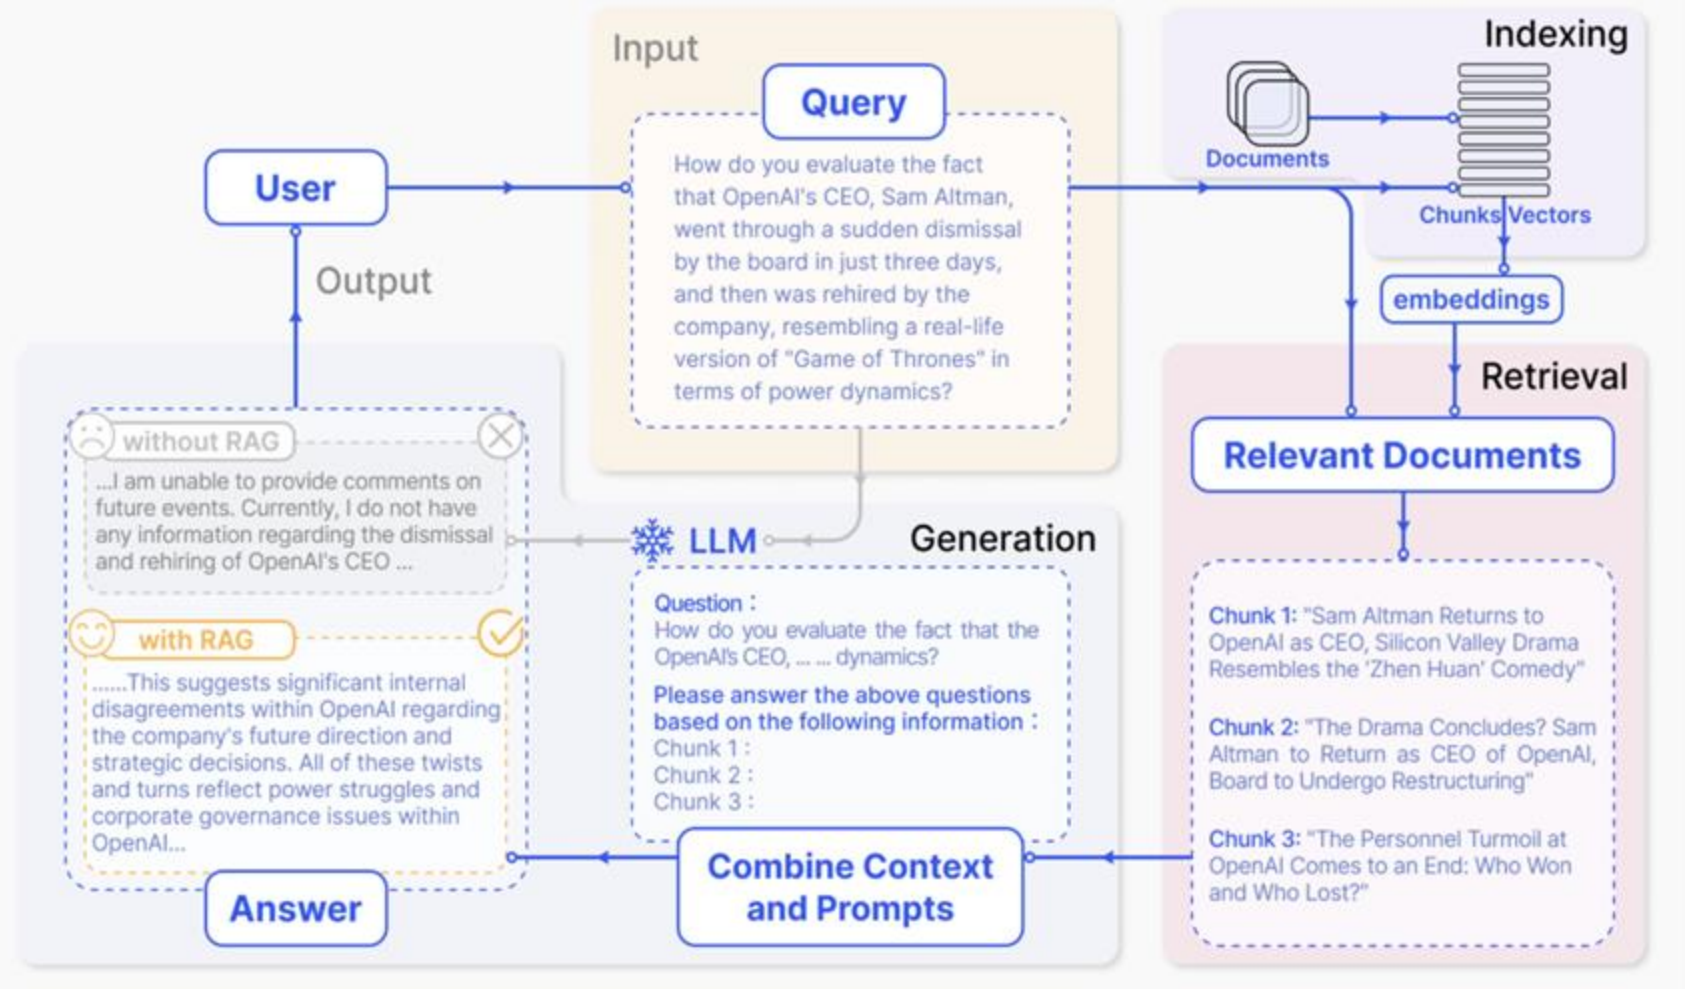 Input
Query
How do you evaluate the fact
that OpenAI's CEO, Sam Altman,
went through a sudden dismissal
by the board in just three days,
and then was rehired by the
company, resembling a real-life
version of "Game of Thrones" in
terms of power dynamics?
Indexing
Documents
Chunks Vectors
embeddings
User
Output
Retrieval
Relevant Documents
Chunk 1: "Sam Altman Returns to
OpenAI as CEO, Silicon Valley Drama
Resembles the 'Zhen Huan' Comedy"
Chunk 2: "The Drama Concludes? Sam
Altman to Return as CEO of OpenAI,
Board to Undergo Restructuring"
Chunk 3: "The Personnel Turmoil at
OpenAI Comes to an End: Who Won
and Who Lost?"
LLM
Generation
Question :
How do you evaluate the fact that the
OpenAI's CEO, ... ... dynamics?
Please answer the above questions
based on the following information :
Chunk 1 :
Chunk 2 :
Chunk 3 :
Combine Context
and Prompts
without RAG
...I am unable to provide comments on
future events. Currently, I do not have
any information regarding the dismissal
and rehiring of OpenAI's CEO ...
with RAG
......This suggests significant internal
disagreements within OpenAI regarding
the company's future direction and
strategic decisions. All of these twists
and turns reflect power struggles and
corporate governance issues within
OpenAI...
Answer